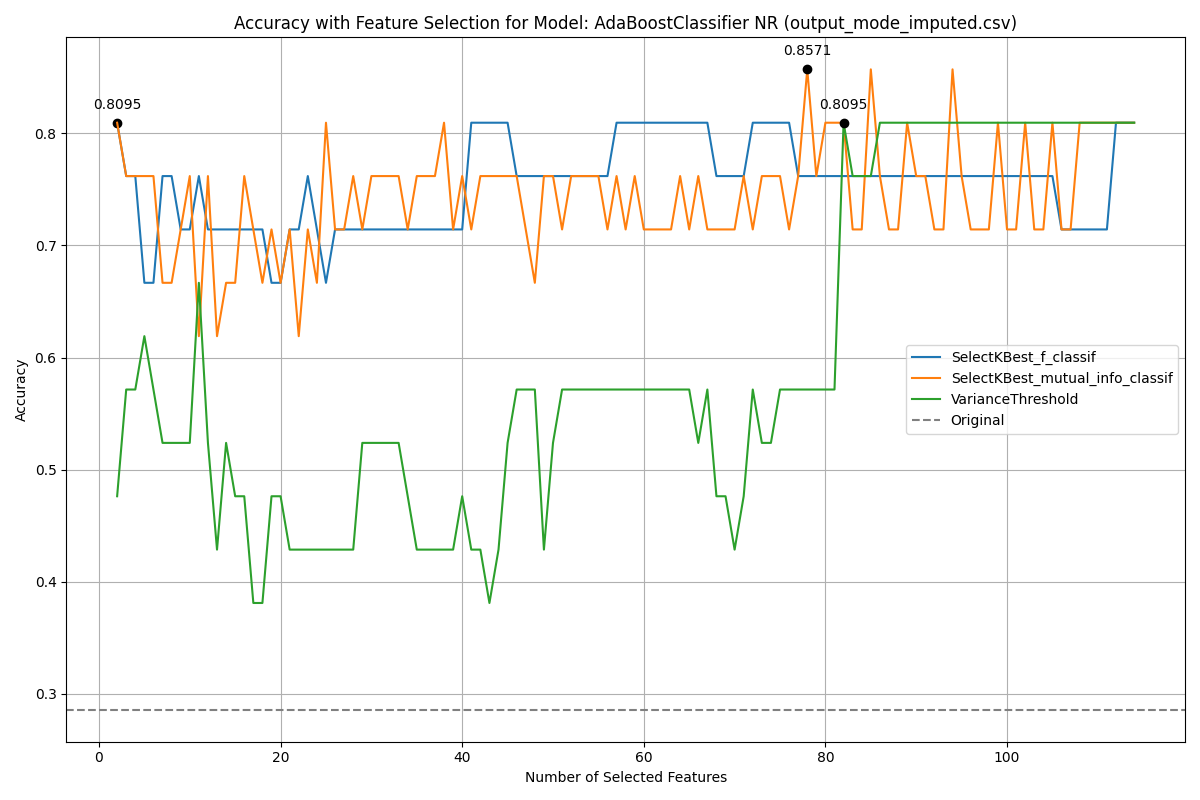 Accuracy with Feature Selection for Model: AdaBoostClassifier NR (output_mode_imputed.csv)
0.8571
0.8095
0.8095
0.8
0.7
0.6
0.5
0.4
0.3
Accuracy
SelectKBest_f_classif
SelectKBest_mutual_info_classif
VarianceThreshold
Original
0 20 40 60 80 100
Number of Selected Features